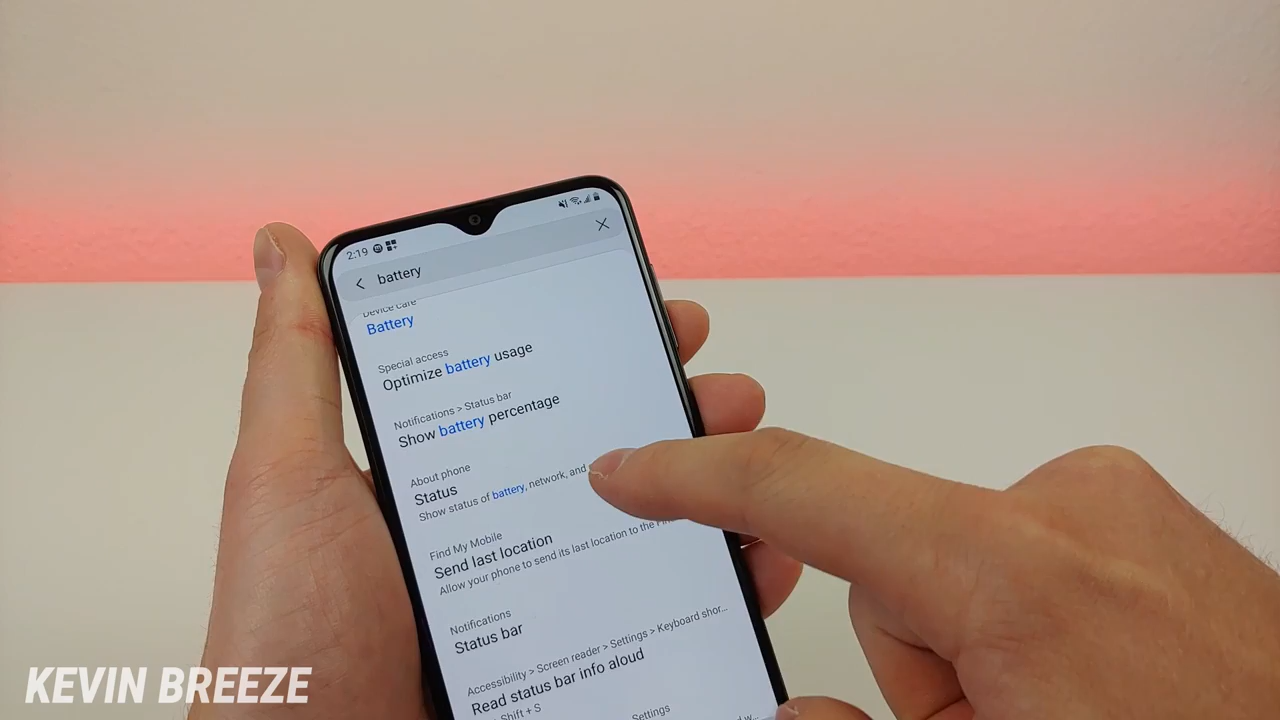 2:19
battery
Device care
Battery
Special access
Optimize battery usage
Notifications > Status bar
Show battery percentage
About phone
Status
Show status of battery, network, and
Find My Mobile
Send last location
Allow your phone to send its last location to the
Notifications
Status bar
Accessibility > Screen reader > Settings > Keyboard shor...
Read status bar info aloud
Shift + S
Settings
KEVIN BREEZE